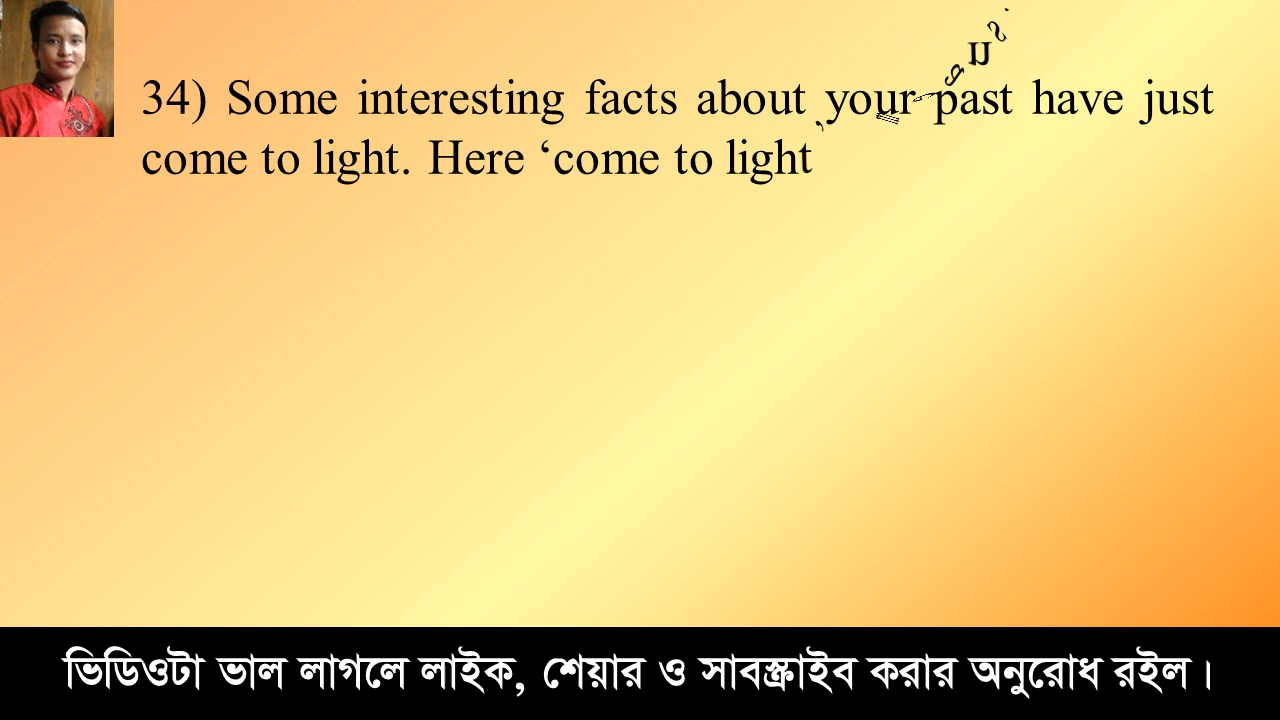 34) Some interesting facts about your past have just
come to light. Here ‘come to light
ভিডিওটা ভাল লাগলে লাইক, শেয়ার ও সাবস্ক্রাইব করার অনুরোধ রইল।